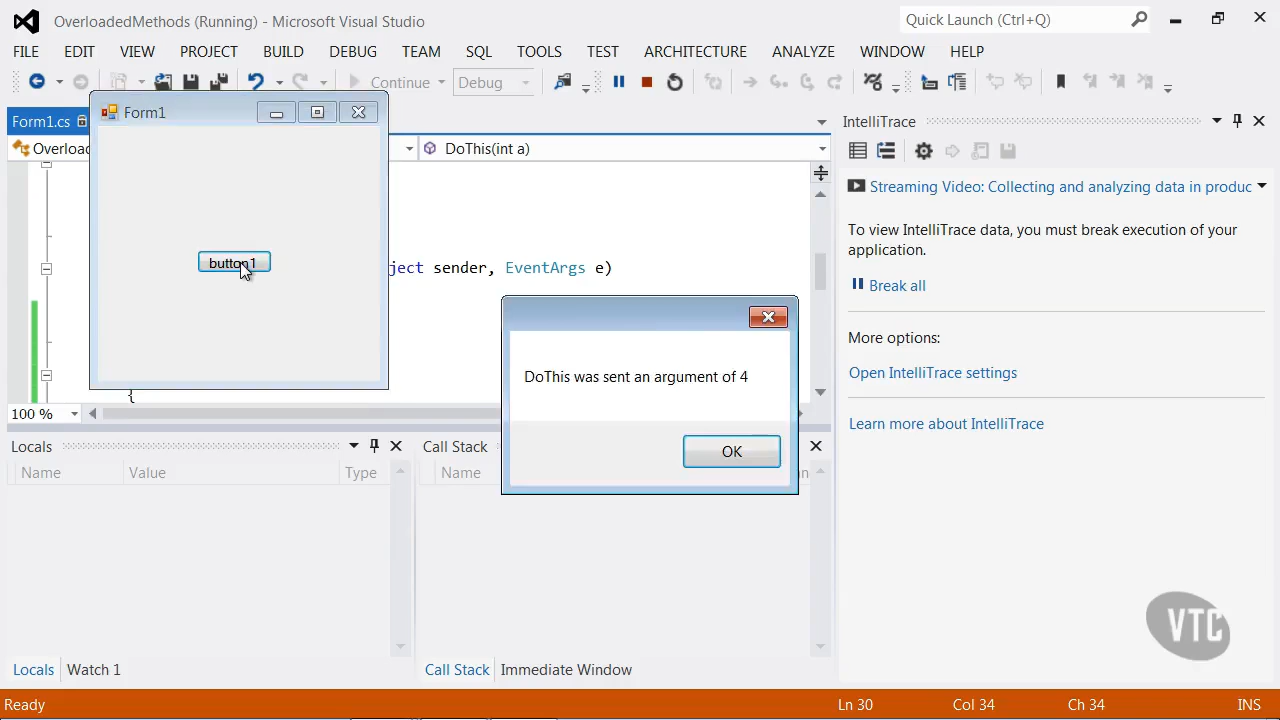 OverloadedMethods (Running) - Microsoft Visual Studio
Quick Launch (Ctrl+Q)
FILE EDIT VIEW PROJECT BUILD DEBUG TEAM SQL TOOLS TEST ARCHITECTURE ANALYZE WINDOW HELP
Continue Debug
Form1.cs
Form1
IntelliTrace
DoThis(int a)
Streaming Video: Collecting and analyzing data in produc
To view IntelliTrace data, you must break execution of your
application.
Break all
button1
sender, EventArgs e)
More options:
Open IntelliTrace settings
DoThis was sent an argument of 4
OK
{
100 %
Learn more about IntelliTrace
Locals
Name Value Type
Call Stack
Name
Locals Watch 1
Call Stack Immediate Window
VTC
Ready Ln 30 Col 34 Ch 34 INS